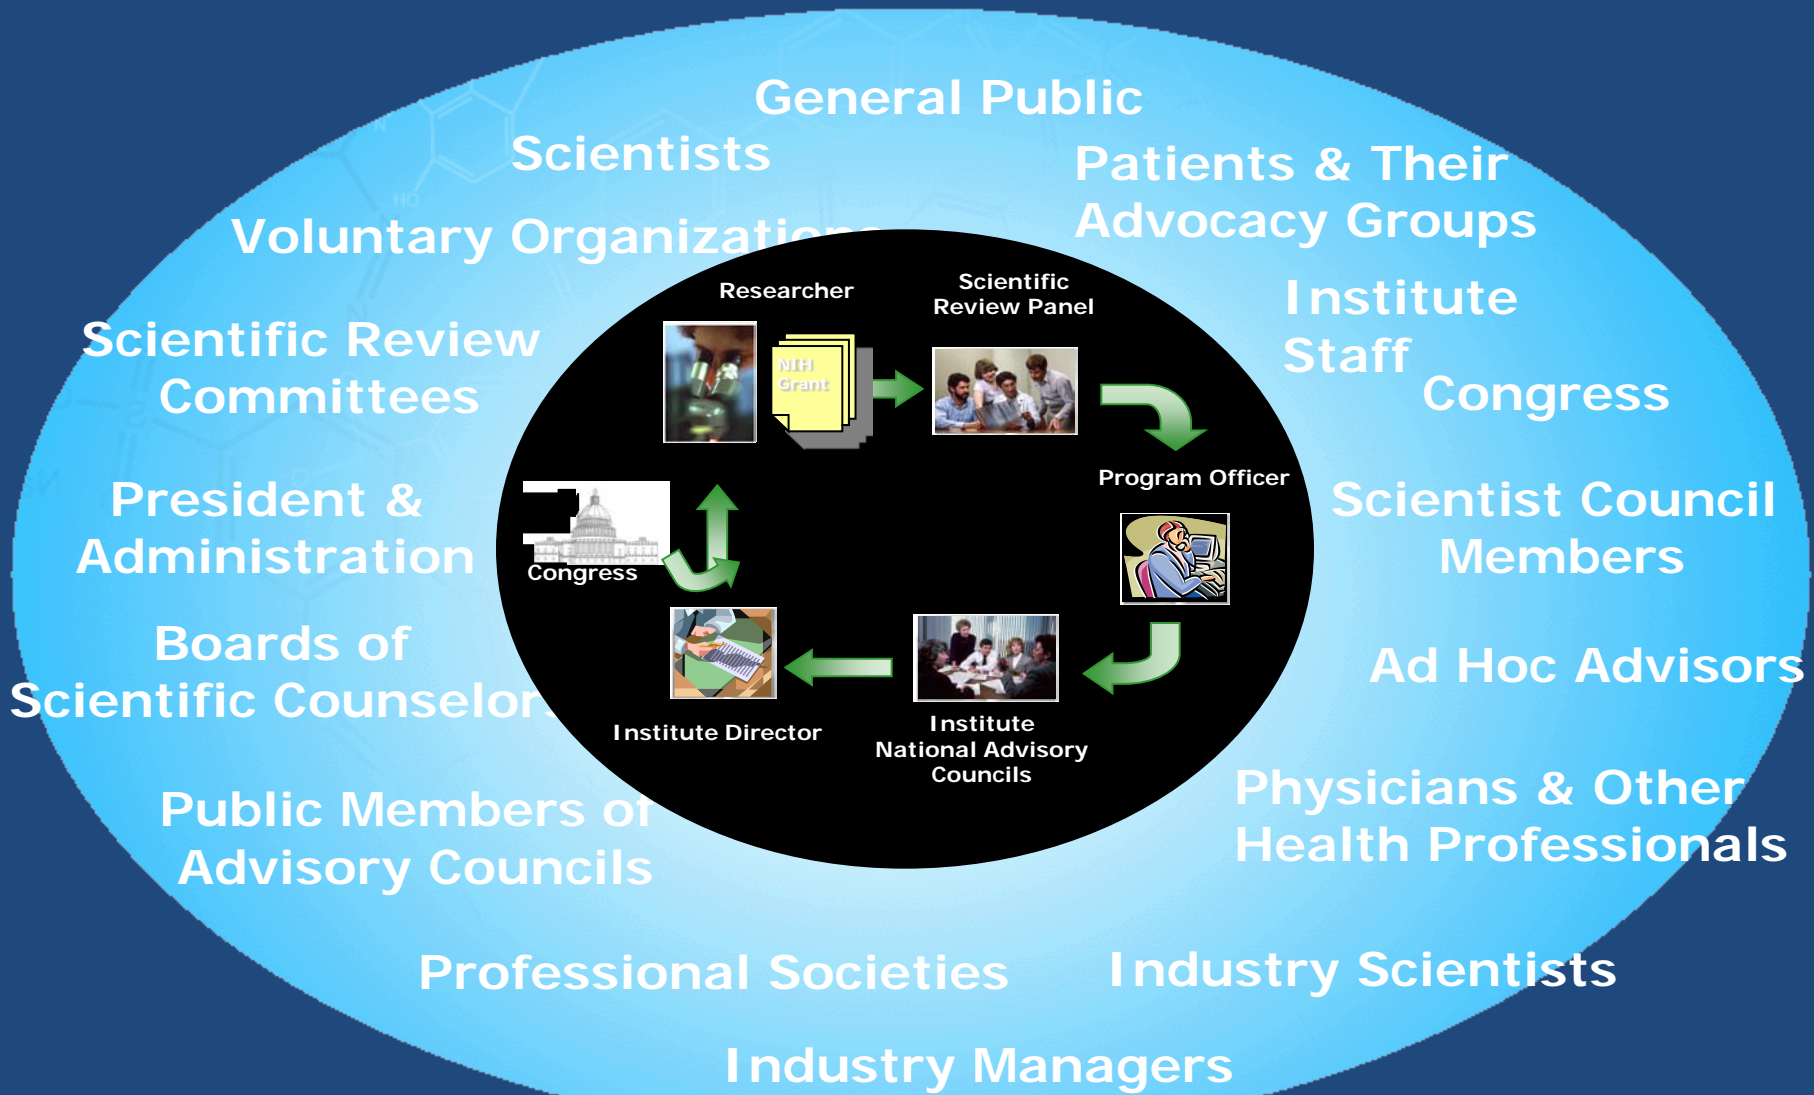 General Public
Scientists
Patients & Their
Advocacy Groups
Voluntary Organizations
Institute
Staff
Congress
Scientific Review
Committees
President &
Administration
Scientist Council
Members
Boards of
Scientific Counselors
Ad Hoc Advisors
Public Members of
Advisory Councils
Physicians & Other
Health Professionals
Professional Societies
Industry Scientists
Industry Managers
Researcher
Scientific
Review Panel
NIH
Grant
Program Officer
Congress
Institute Director
Institute
National Advisory
Councils
HO
N
N
S
Na